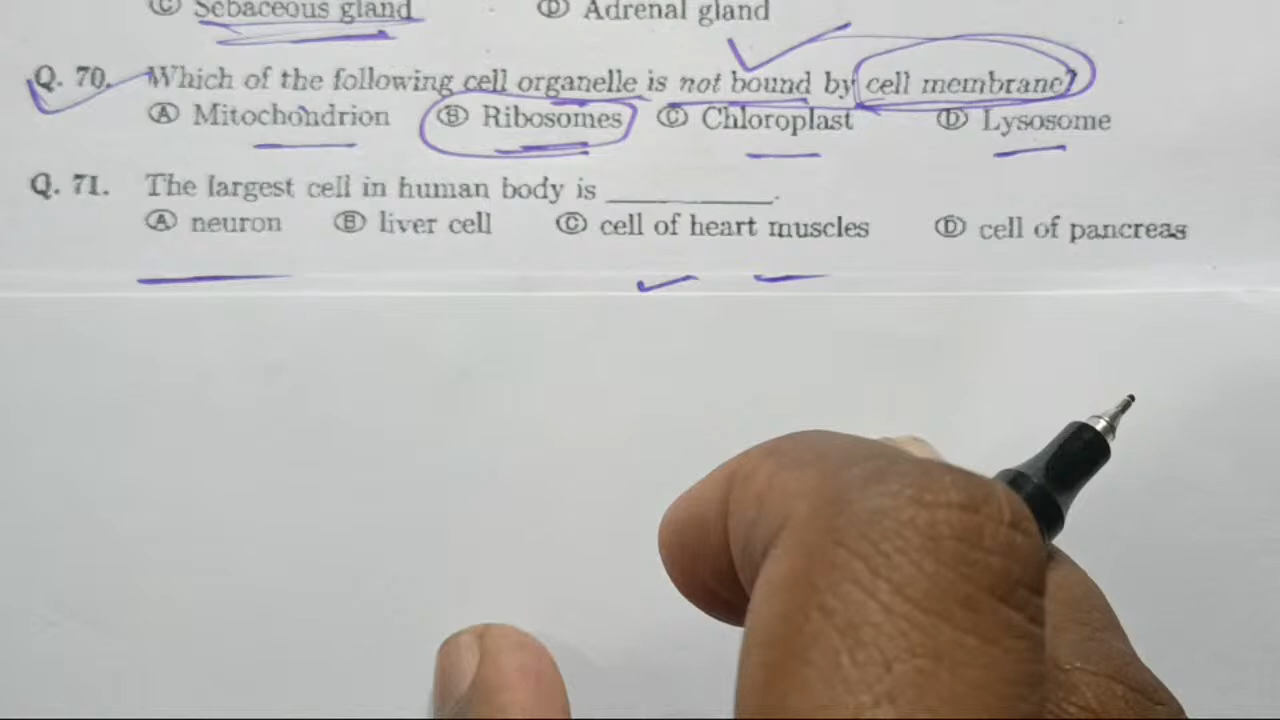 Ⓒ Sebaceous gland Ⓓ Adrenal gland
Q. 70. Which of the following cell organelle is not bound by cell membrane?
Ⓐ Mitochondrion Ⓑ Ribosomes Ⓒ Chloroplast Ⓓ Lysosome
Q. 71. The largest cell in human body is __________.
Ⓐ neuron Ⓑ liver cell Ⓒ cell of heart muscles Ⓓ cell of pancreas